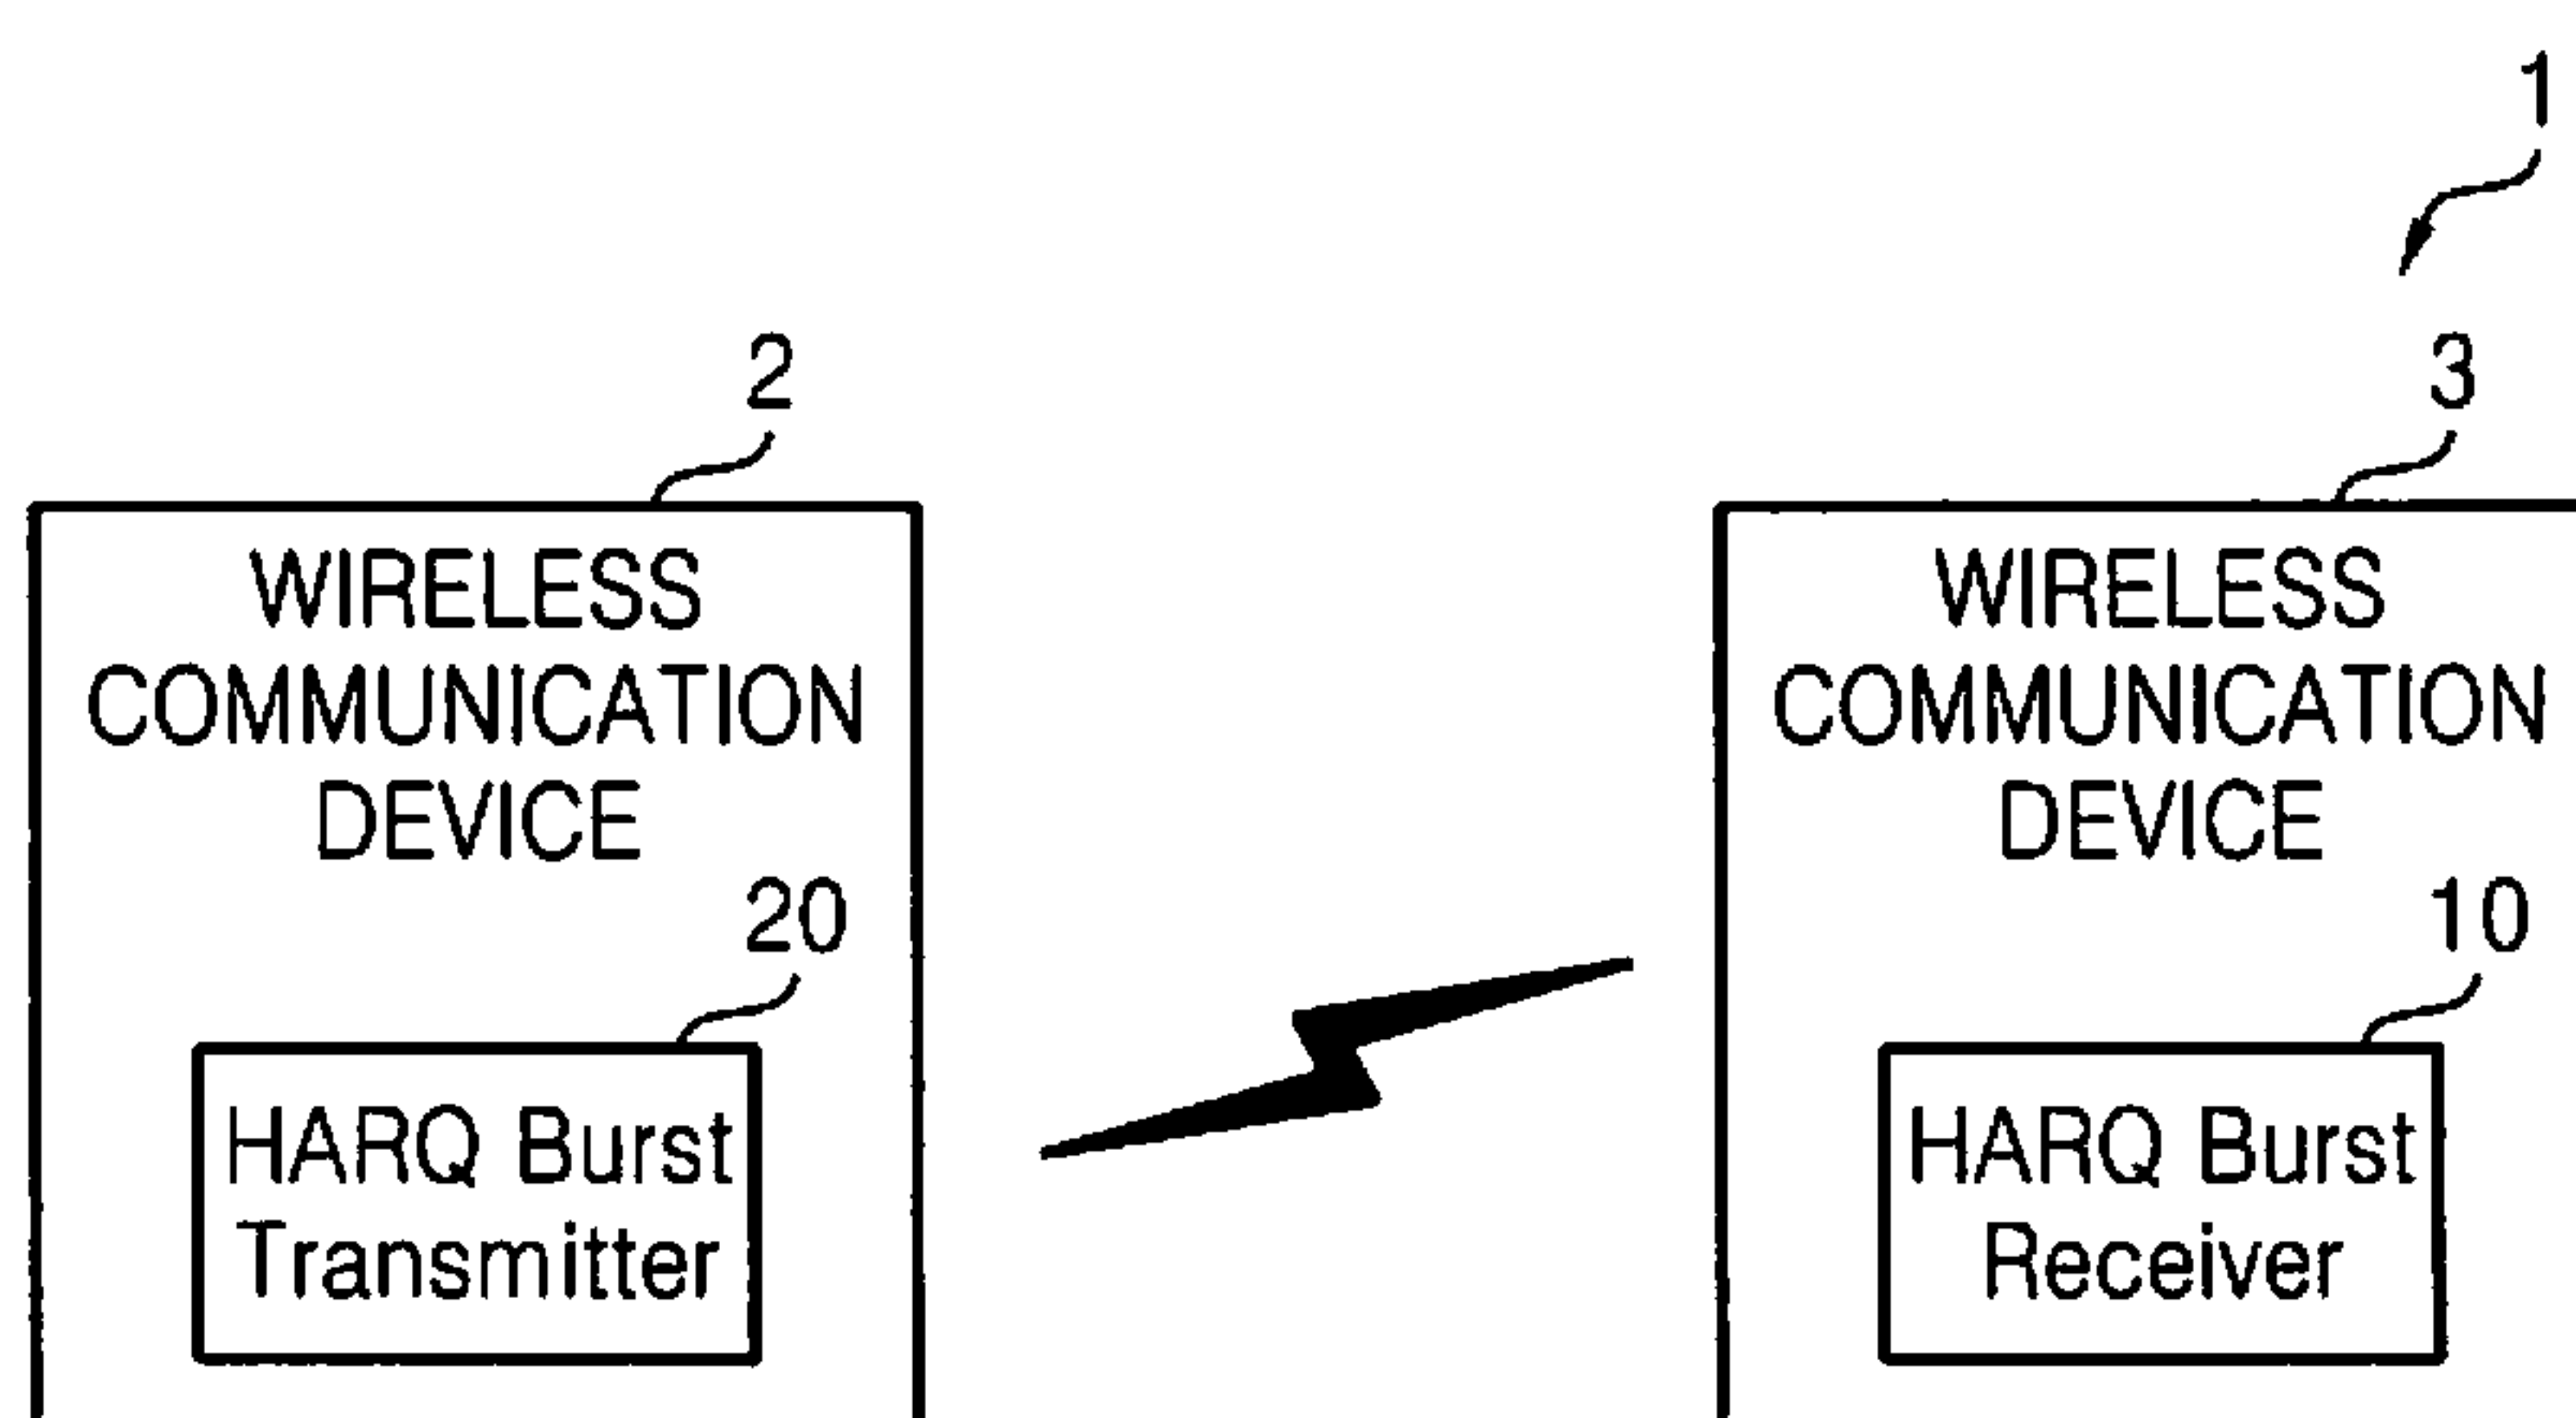 1
2
3
WIRELESS
COMMUNICATION
DEVICE
20
HARQ Burst
Transmitter
WIRELESS
COMMUNICATION
DEVICE
10
HARQ Burst
Receiver